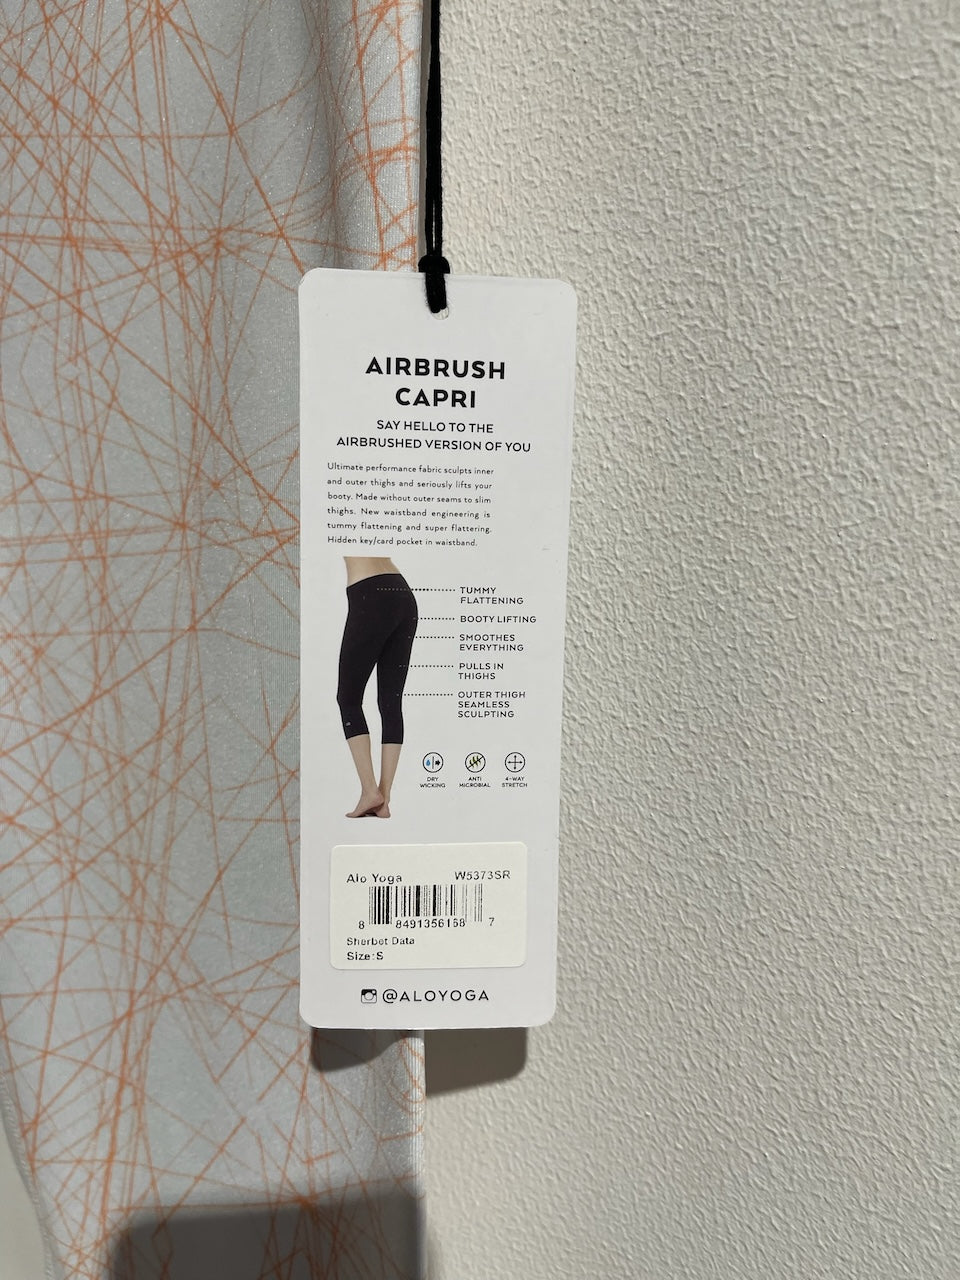 AIRBRUSH
CAPRI
SAY HELLO TO THE
AIRBRUSHED VERSION OF YOU
Ultimate performance fabric sculpts inner
and outer thighs and seriously lifts your
booty. Made without outer seams to slim
thighs. New waistband engineering is
tummy flattening and super flattering.
Hidden key/card pocket in waistband.
TUMMY
FLATTENING
BOOTY LIFTING
SMOOTHES
EVERYTHING
PULLS IN
THIGHS
OUTER THIGH
SEAMLESS
SCULPTING
DRY
WICKING
ANTI
MICROBIAL
4-WAY
STRETCH
Alo Yoga W5373SR
8 8491356168 7
Sherbet Data
Size:S
@ALOYOGA